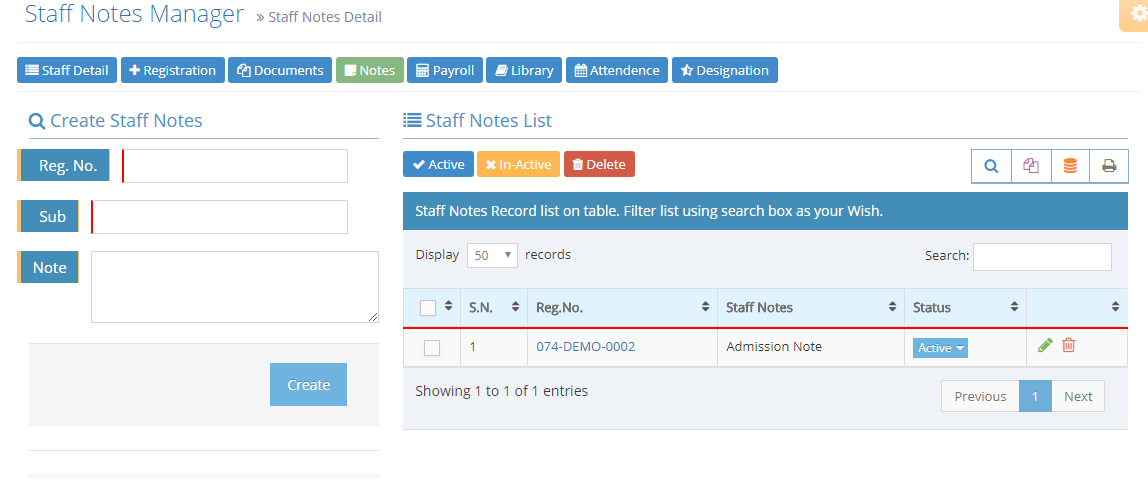 Staff Notes Manager » Staff Notes Detail
Staff Detail Registration Documents Notes Payroll Library Attendence Designation
Create Staff Notes
Reg. No.
Sub
Note
Create
Staff Notes List
Active In-Active Delete
Staff Notes Record list on table. Filter list using search box as your Wish.
Display 50 records Search:
S.N. Reg.No. Staff Notes Status
1 074-DEMO-0002 Admission Note Active
Showing 1 to 1 of 1 entries
Previous 1 Next